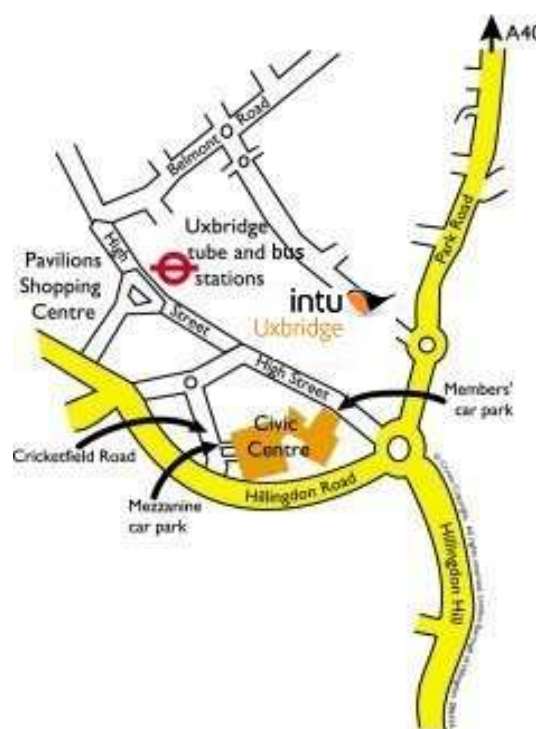 A40
Belmont Road
Park Road
Uxbridge
tube and bus
stations
High Street
Pavilions
Shopping
Centre
intu
Uxbridge
High Street
Members'
car park
Civic
Centre
Cricketfield Road
Mezzanine
car park
Hillingdon Road
Hillingdon Hill